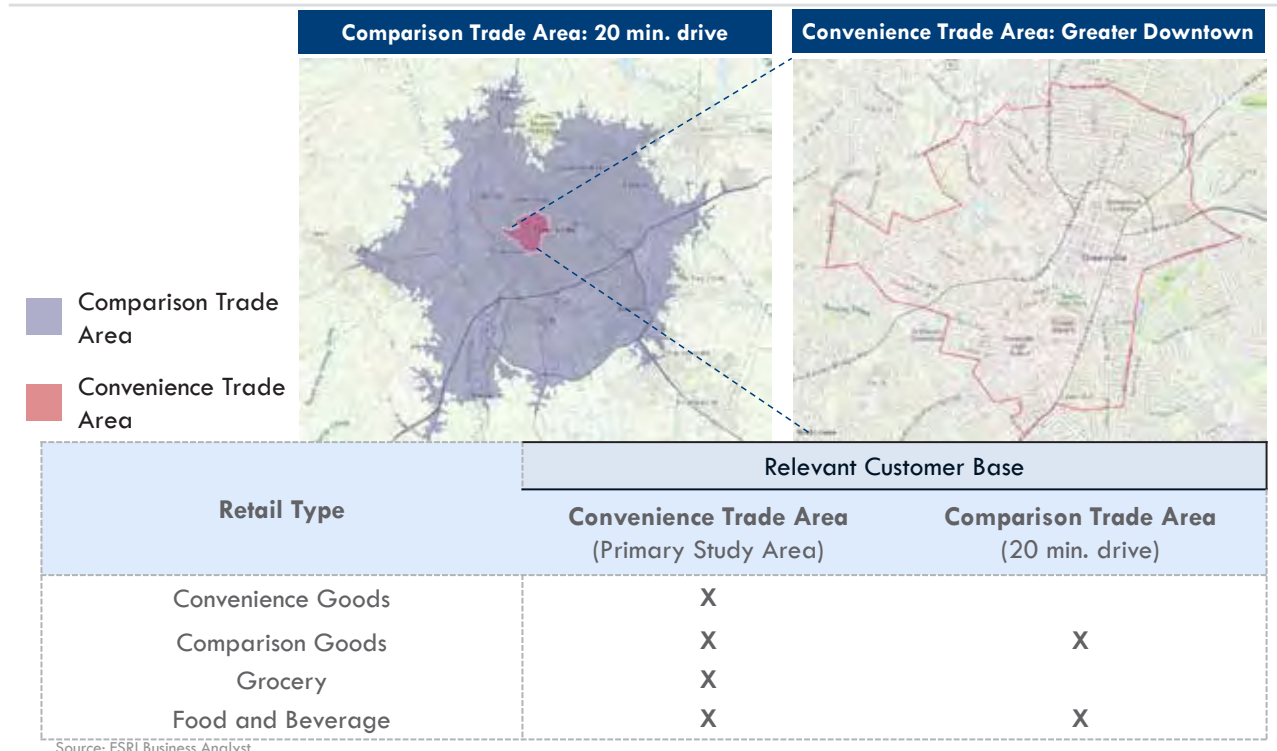 Comparison Trade Area: 20 min. drive
Convenience Trade Area: Greater Downtown
Comparison Trade
Area
Convenience Trade
Area
Greenville
Relevant Customer Base
Retail Type
Convenience Trade Area
(Primary Study Area)
Comparison Trade Area
(20 min. drive)
Convenience Goods X
Comparison Goods X X
Grocery X
Food and Beverage X X
Source: ESRI Business Analyst